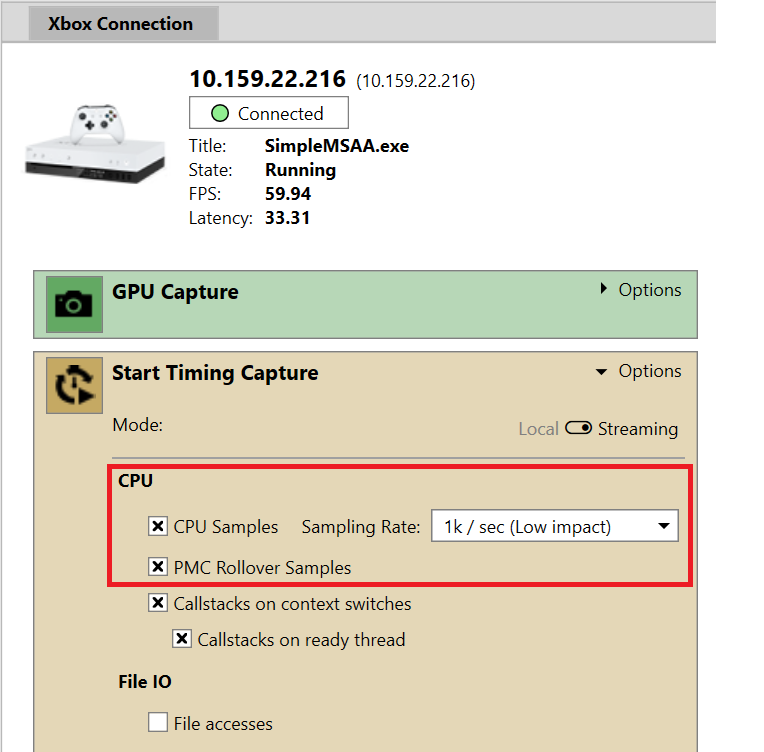 Xbox Connection
10.159.22.216 (10.159.22.216)
Connected
Title: SimpleMSAA.exe
State: Running
FPS: 59.94
Latency: 33.31
GPU Capture Options
Start Timing Capture Options
Mode: Local Streaming
CPU
CPU Samples Sampling Rate: 1k / sec (Low impact)
PMC Rollover Samples
Callstacks on context switches
Callstacks on ready thread
File IO
File accesses